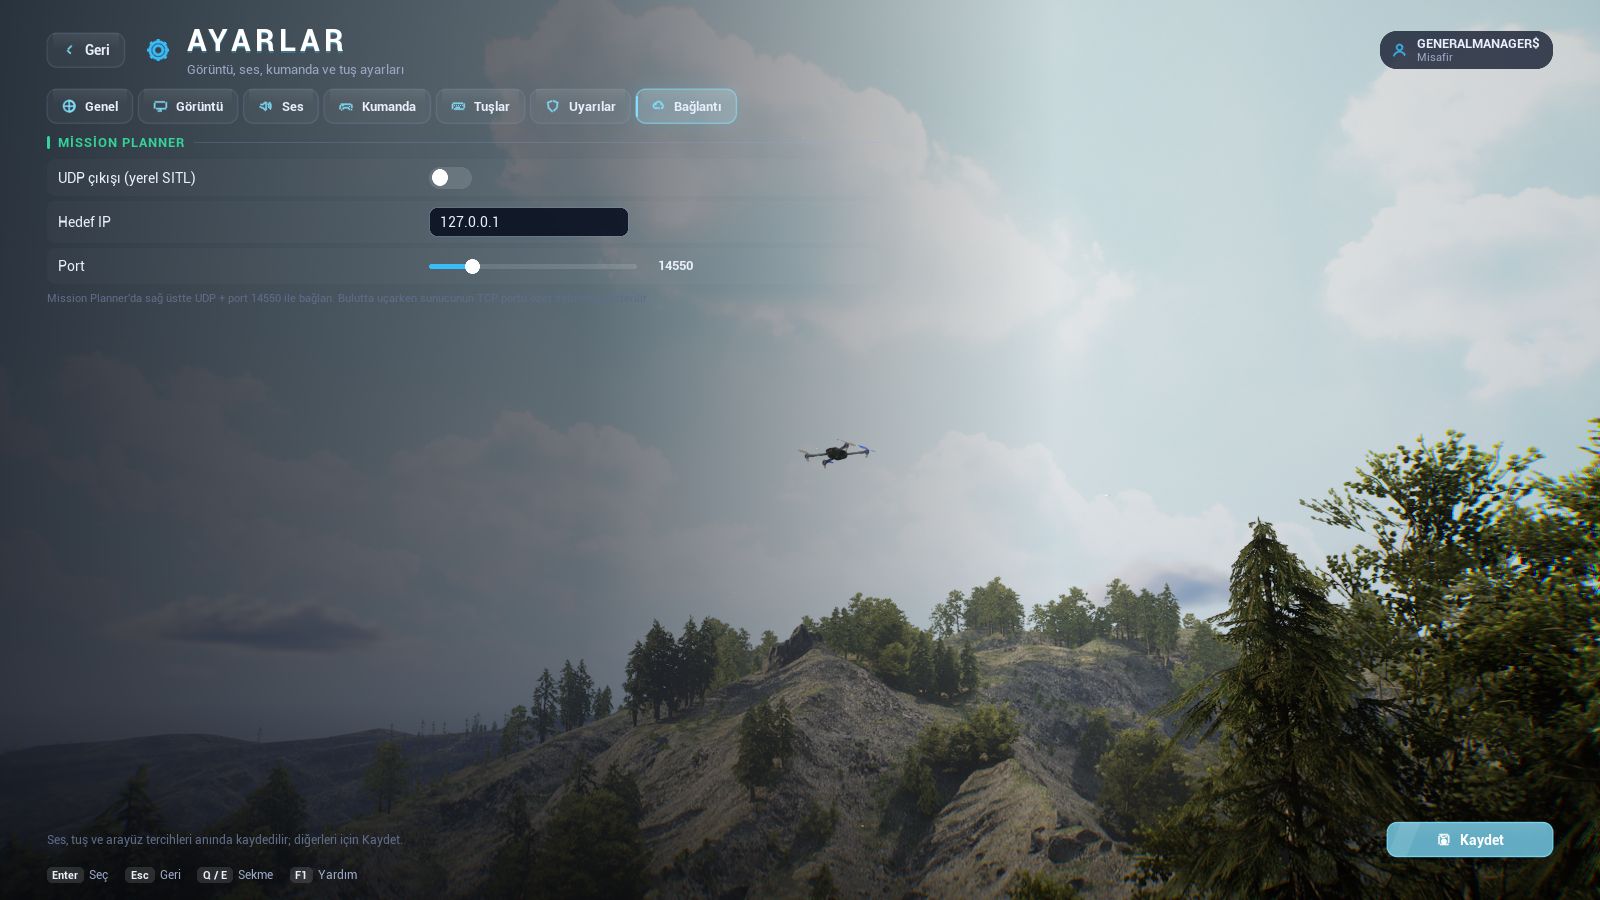 Geri
AYARLAR
Görüntü, ses, kumanda ve tuş ayarları
GENERALMANAGER$
Misafir
Genel
Görüntü
Ses
Kumanda
Tuşlar
Uyarılar
Bağlantı
MİSSİON PLANNER
UDP çıkışı (yerel SITL)
Hedef IP
127.0.0.1
Port
14550
Mission Planner'da sağ üstte UDP + port 14550 ile bağlan. Bulutta uçarken sunucunun TCP portu
Ses, tuş ve arayüz tercihleri anında kaydedilir; diğerleri için Kaydet.
Kaydet
Enter Seç Esc Geri Q / E Sekme F1 Yardım